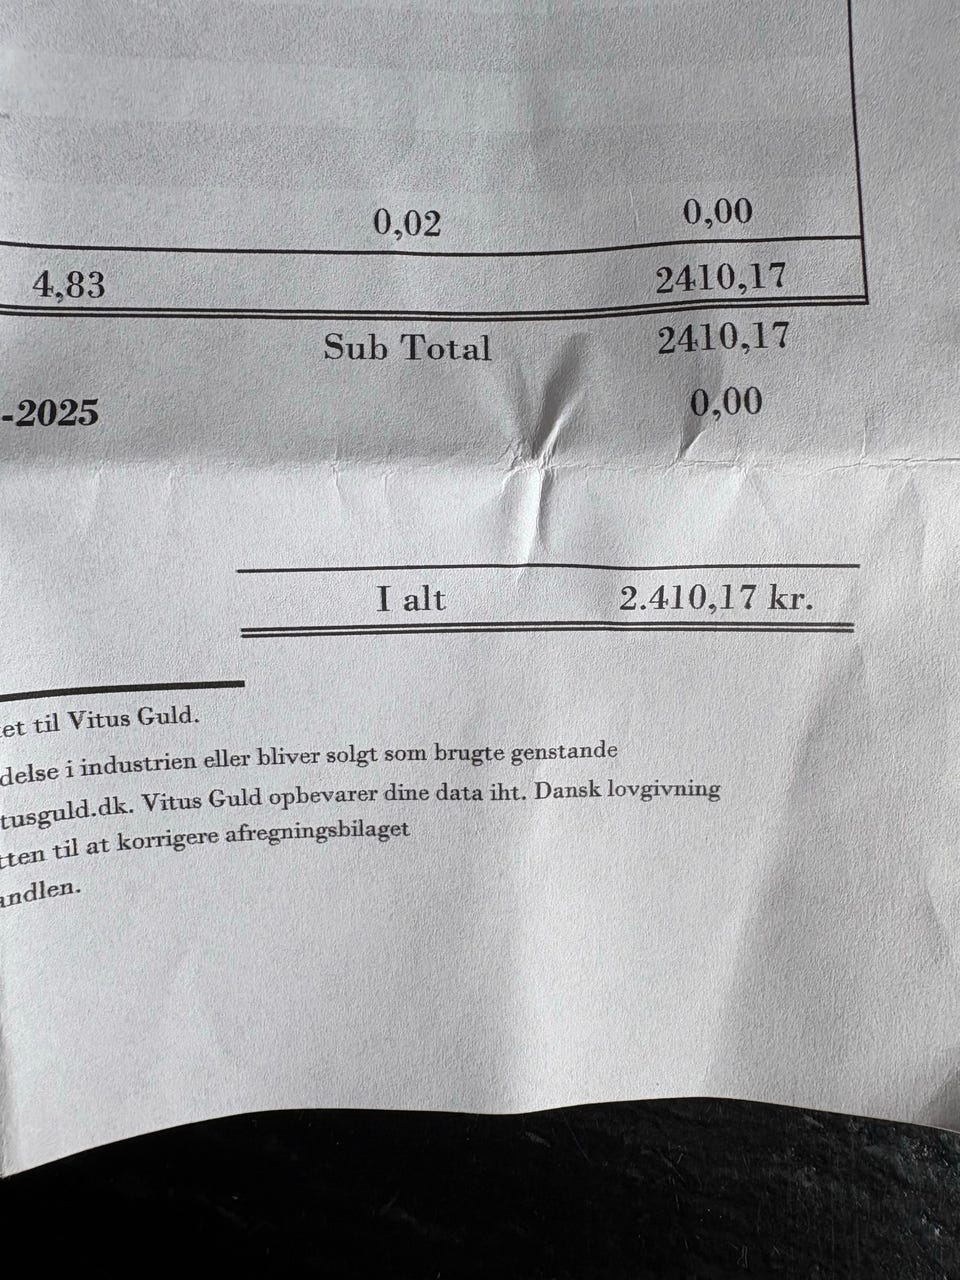 0,02 0,00
4,83 2410,17
Sub Total 2410,17
-2025 0,00
I alt 2.410,17 kr.
et til Vitus Guld.
delse i industrien eller bliver solgt som brugte genstande
tusguld.dk. Vitus Guld opbevarer dine data iht. Dansk lovgivning
tten til at korrigere afregningsbilaget
andlen.